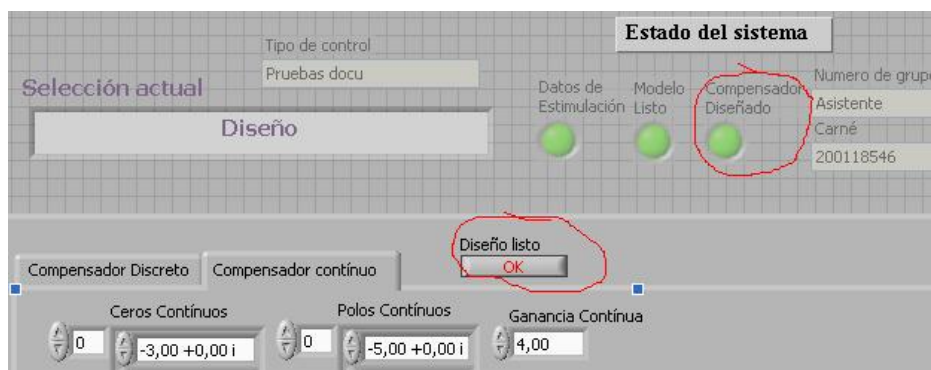 Estado del sistema
Tipo de control
Pruebas docu
Selección actual
Diseño
Datos de Estimulación
Modelo Listo
Compensador Diseñado
Numero de grupo
Asistente
Carné
200118546
Diseño listo
OK
Compensador Discreto
Compensador contínuo
Ceros Contínuos
Polos Contínuos
Ganancia Contínua
0
-3,00 +0,00 i
0
-5,00 +0,00 i
4,00